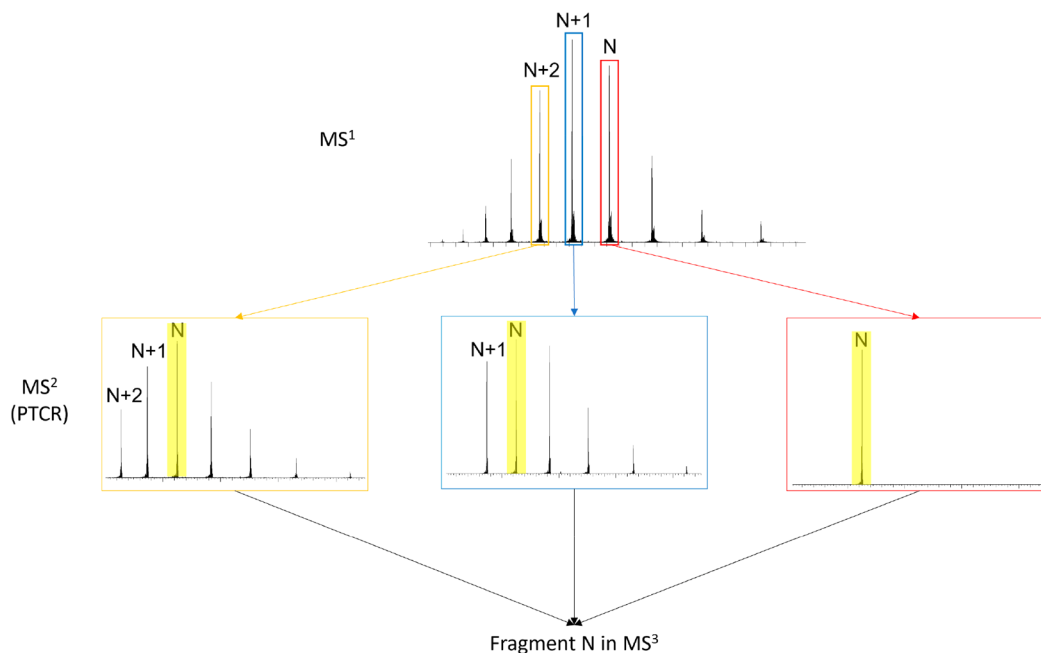 N+1
N
N+2
MS¹
N
N
N
N+1
N+1
N+2
MS²
(PTCR)
Fragment N in MS³